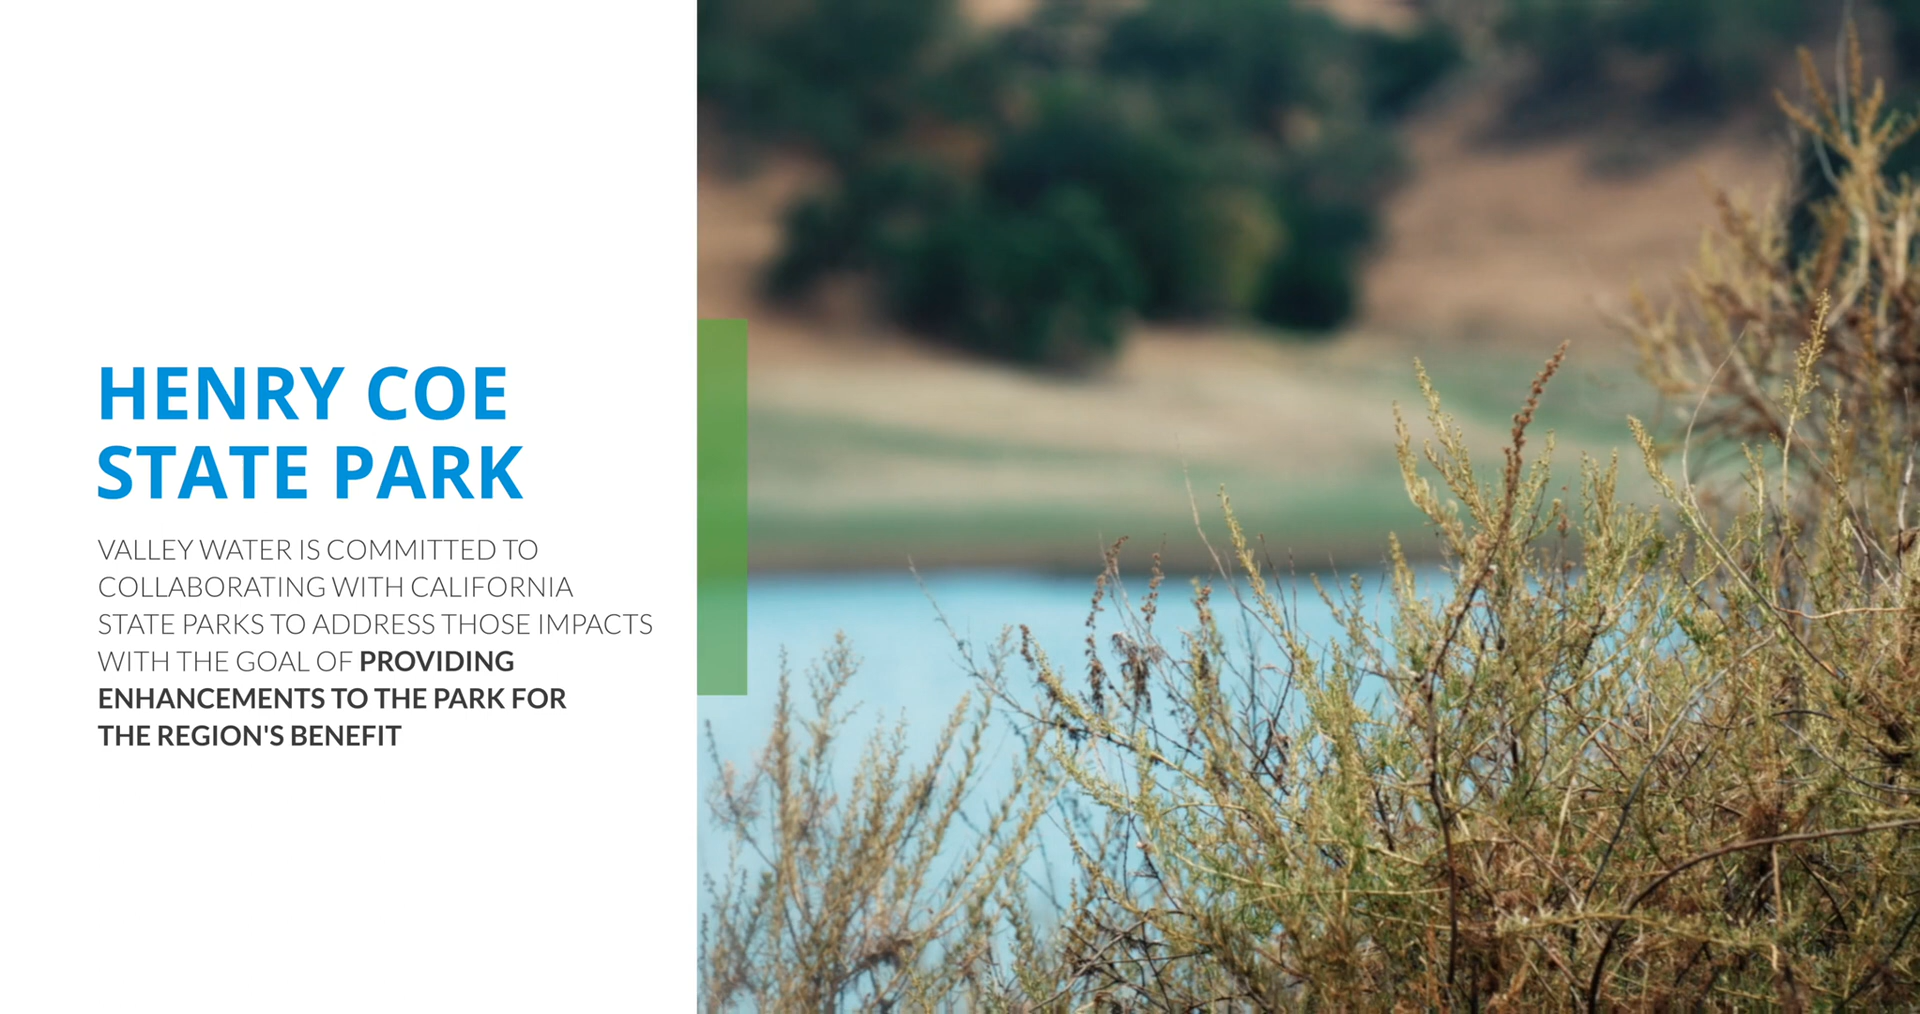 HENRY COE
STATE PARK
VALLEY WATER IS COMMITTED TO
COLLABORATING WITH CALIFORNIA
STATE PARKS TO ADDRESS THOSE IMPACTS
WITH THE GOAL OF PROVIDING
ENHANCEMENTS TO THE PARK FOR
THE REGION'S BENEFIT